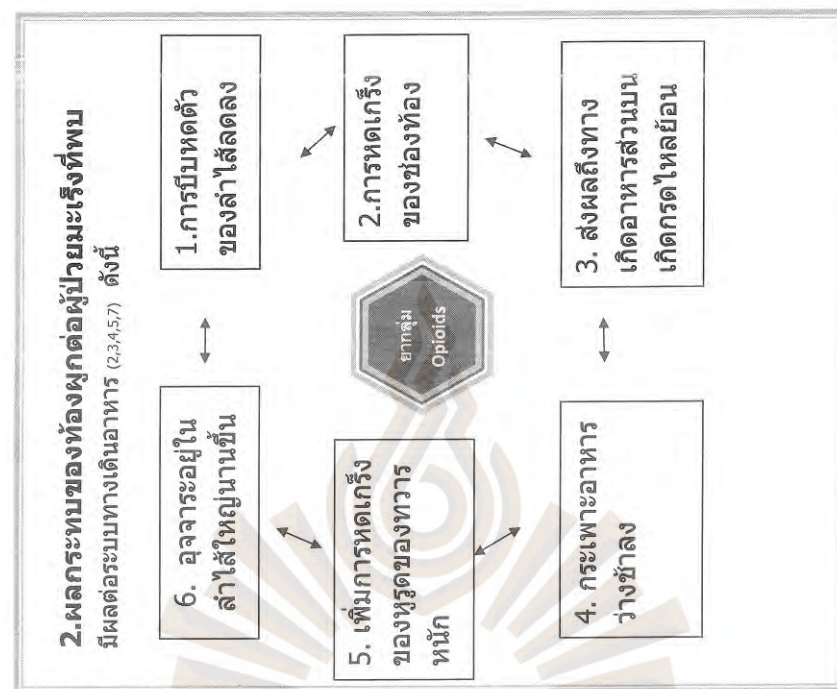 2.ผลกระทบของท้องผูกต่อผู้ป่วยมะเร็งที่พบ
มีผลต่อระบบทางเดินอาหาร (2,3,4,5,7) ดังนี้
1.การบีบหดตัว
ของลำไส้ลดลง
2.การหดเกร็ง
ของช่องท้อง
3. ส่งผลถึงทาง
เกิดอาหารส่วนบน
เกิดกรดไหลย้อน
4. กระเพาะอาหาร
ว่างช้าลง
5. เพิ่มการหดเกร็ง
ของหูรูดของทวาร
หนัก
6. อุจจาระอยู่ใน
ลำไส้ใหญ่นานขึ้น
ยากลุ่ม
Opioids